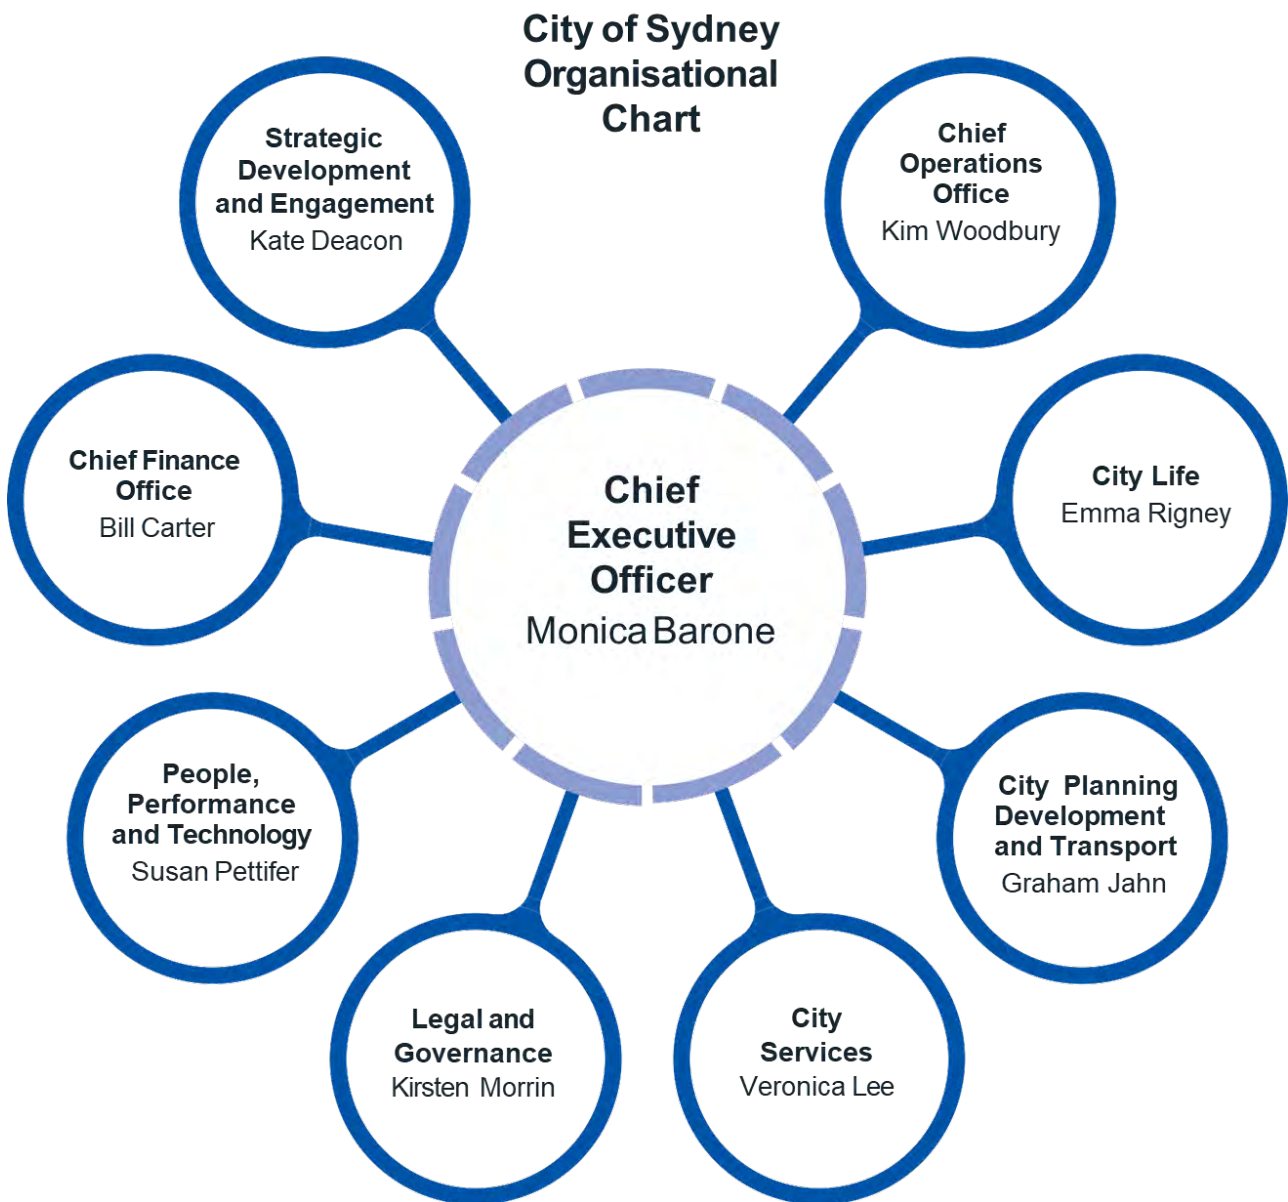 City of Sydney
Organisational
Chart
Strategic
Development
and Engagement
Kate Deacon
Chief
Operations
Office
Kim Woodbury
Chief Finance
Office
Bill Carter
City Life
Emma Rigney
Chief
Executive
Officer
Monica Barone
People,
Performance
and Technology
Susan Pettifer
City Planning
Development
and Transport
Graham Jahn
Legal and
Governance
Kirsten Morrin
City
Services
Veronica Lee